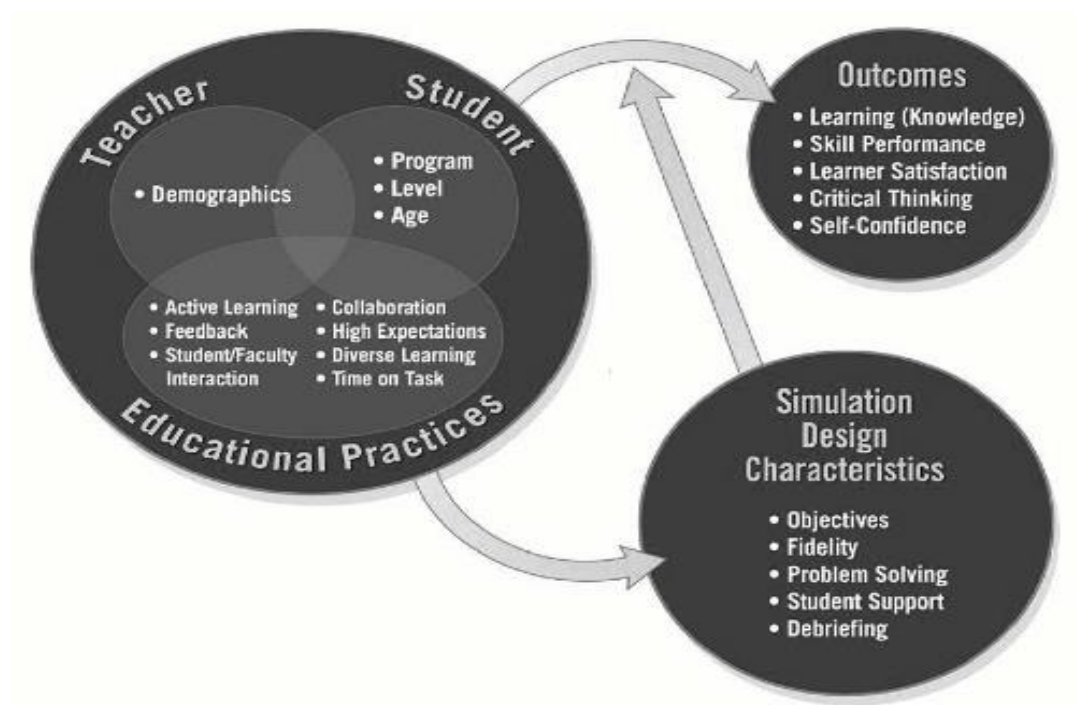 Teacher
Student
• Demographics
• Program
• Level
• Age
• Active Learning
• Feedback
• Student/Faculty
Interaction
• Collaboration
• High Expectations
• Diverse Learning
• Time on Task
Educational Practices
Outcomes
• Learning (Knowledge)
• Skill Performance
• Learner Satisfaction
• Critical Thinking
• Self-Confidence
Simulation
Design
Characteristics
• Objectives
• Fidelity
• Problem Solving
• Student Support
• Debriefing